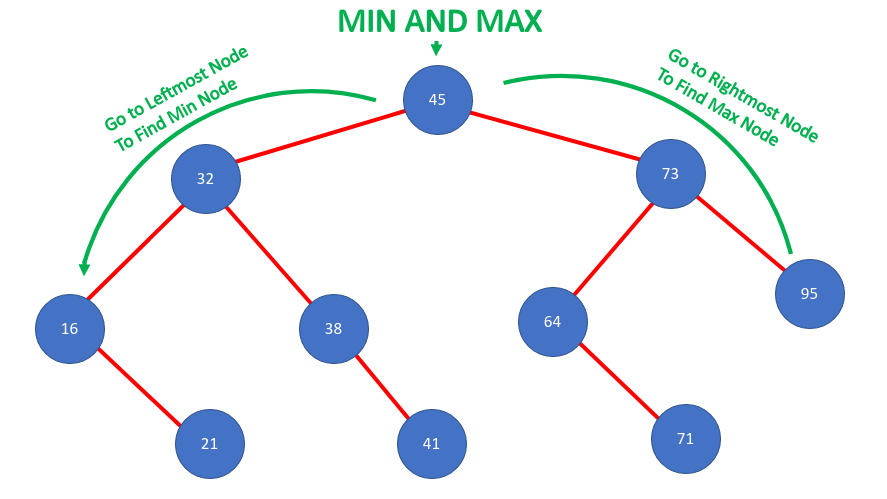 MIN AND MAX
Go to Leftmost Node
To Find Min Node
Go to Rightmost Node
To Find Max Node
45
32
73
16
38
64
95
21
41
71